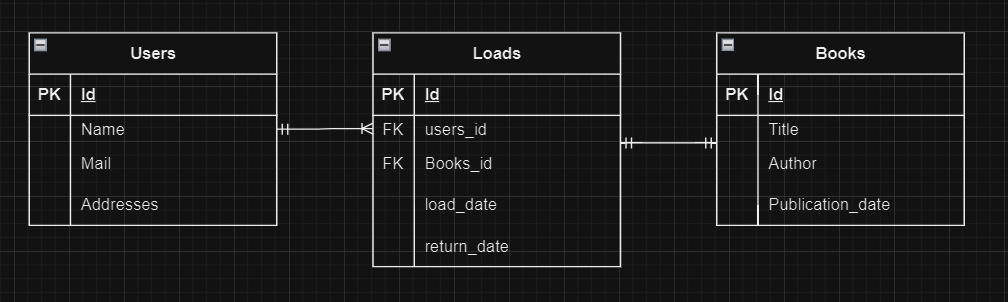 Users
PK Id
Name
Mail
Addresses
Loads
PK Id
FK users_id
FK Books_id
load_date
return_date
Books
PK Id
Title
Author
Publication_date